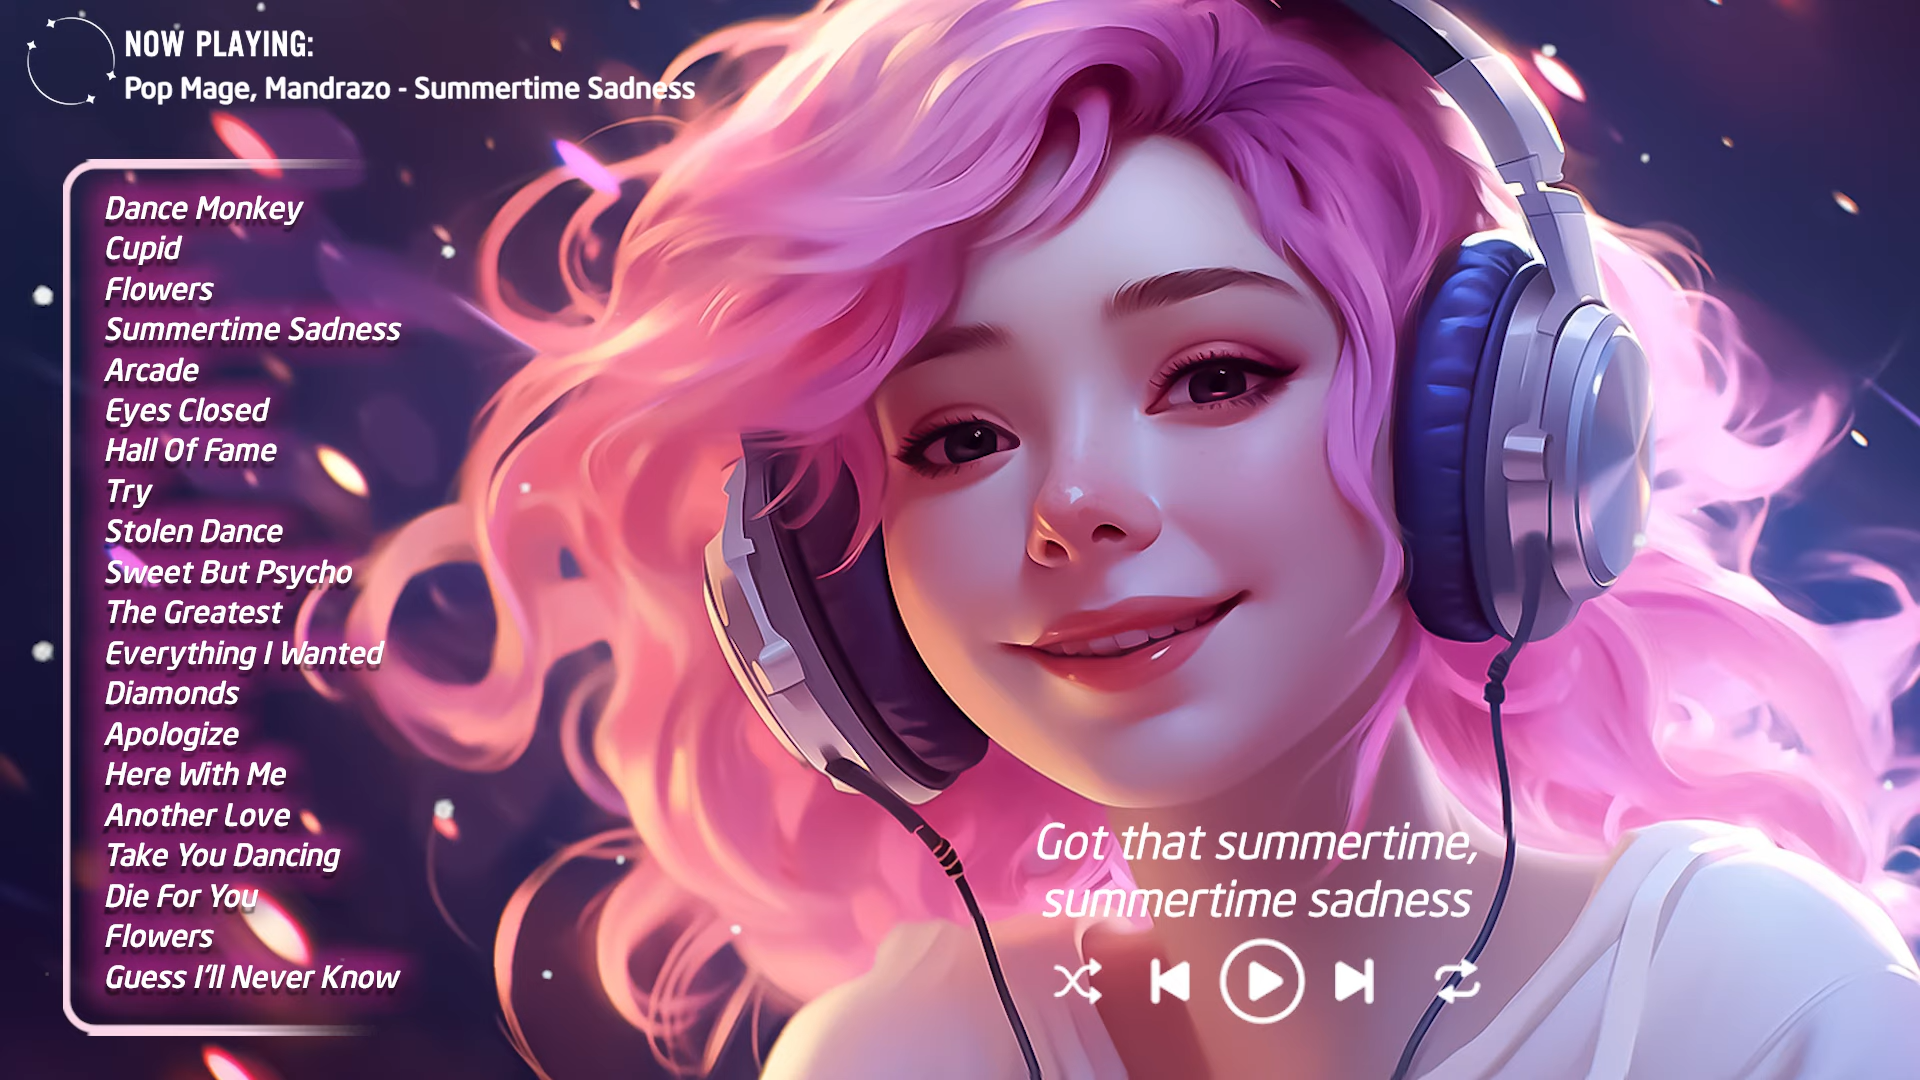 NOW PLAYING:
Pop Mage, Mandrazo - Summertime Sadness
Dance Monkey
Cupid
Flowers
Summertime Sadness
Arcade
Eyes Closed
Hall Of Fame
Try
Stolen Dance
Sweet But Psycho
The Greatest
Everything I Wanted
Diamonds
Apologize
Here With Me
Another Love
Take You Dancing
Die For You
Flowers
Guess I'll Never Know
Got that summertime,
summertime sadness